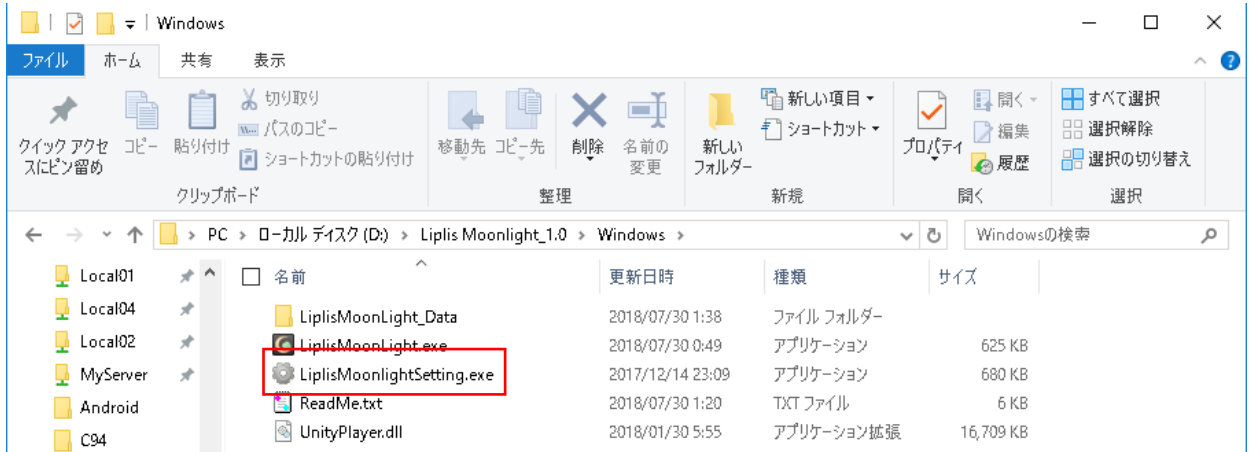 Windows
ファイル ホーム 共有 表示
クイック アクセスにピン留め
コピー
貼り付け
切り取り
パスのコピー
ショートカットの貼り付け
クリップボード
移動先
コピー先
削除
名前の変更
整理
新しいフォルダー
新しい項目
ショートカット
新規
プロパティ
開く
編集
履歴
開く
すべて選択
選択解除
選択の切り替え
選択
PC > ローカル ディスク (D:) > Liplis Moonlight_1.0 > Windows >
Windowsの検索
Local01
Local04
Local02
MyServer
Android
C94
名前 更新日時 種類 サイズ
LiplisMoonLight_Data 2018/07/30 1:38 ファイル フォルダー
LiplisMoonLight.exe 2018/07/30 0:49 アプリケーション 625 KB
LiplisMoonlightSetting.exe 2017/12/14 23:09 アプリケーション 680 KB
ReadMe.txt 2018/07/30 1:20 TXT ファイル 6 KB
UnityPlayer.dll 2018/01/30 5:55 アプリケーション拡張 16,709 KB